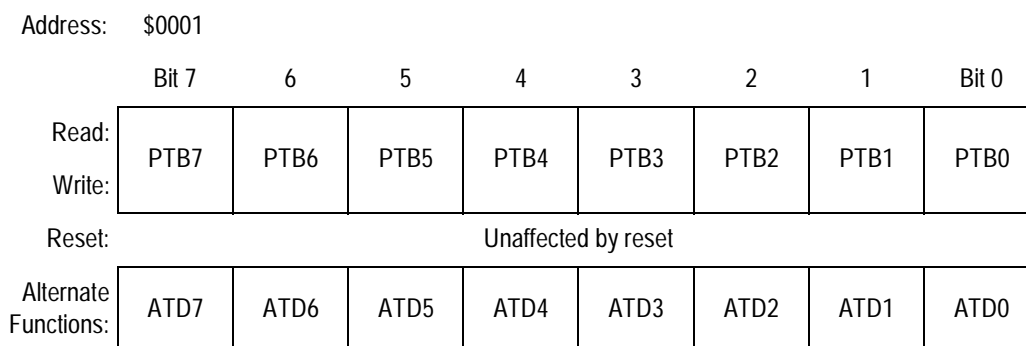 Address: $0001
Bit 7 6 5 4 3 2 1 Bit 0
Read:
PTB7 PTB6 PTB5 PTB4 PTB3 PTB2 PTB1 PTB0
Write:
Reset: Unaffected by reset
Alternate
Functions:
ATD7 ATD6 ATD5 ATD4 ATD3 ATD2 ATD1 ATD0